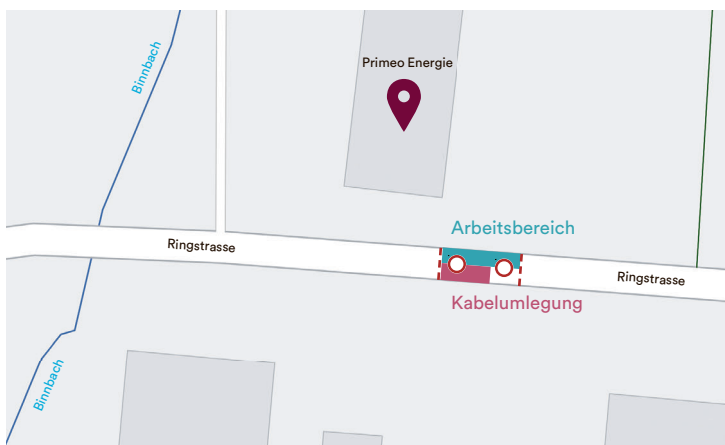 Primeo Energie
Binnbach
Arbeitsbereich
Ringstrasse
Ringstrasse
Kabelumlegung
Binnbach